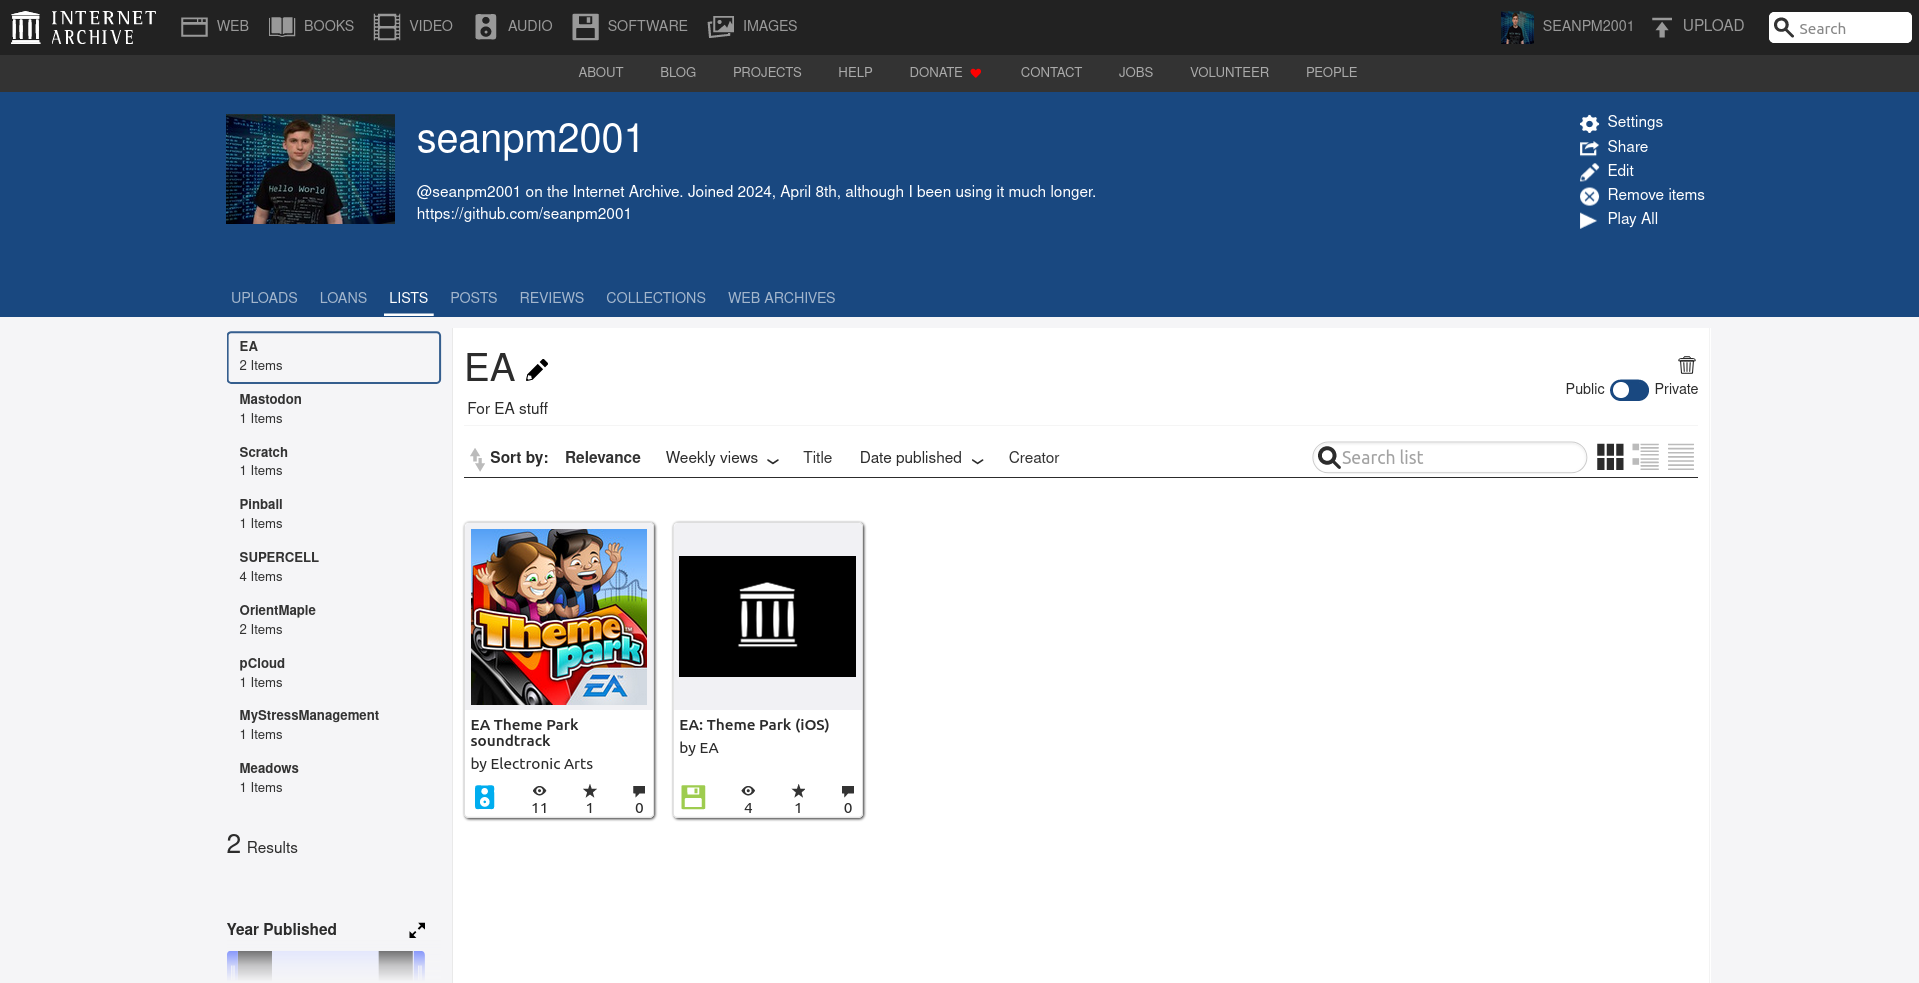 INTERNET ARCHIVE
WEB BOOKS VIDEO AUDIO SOFTWARE IMAGES
SEANPM2001 UPLOAD Search
ABOUT BLOG PROJECTS HELP DONATE CONTACT JOBS VOLUNTEER PEOPLE
Hello World
seanpm2001
@seanpm2001 on the Internet Archive. Joined 2024, April 8th, although I been using it much longer.
https://github.com/seanpm2001
Settings
Share
Edit
Remove items
Play All
UPLOADS LOANS LISTS POSTS REVIEWS COLLECTIONS WEB ARCHIVES
EA
2 Items
Mastodon
1 Items
Scratch
1 Items
Pinball
1 Items
SUPERCELL
4 Items
OrientMaple
2 Items
pCloud
1 Items
MyStressManagement
1 Items
Meadows
1 Items
2 Results
Year Published
EA
For EA stuff
Public Private
Sort by: Relevance Weekly views Title Date published Creator
Search list
Theme
park
EA
EA Theme Park
soundtrack
by Electronic Arts
11 1 0
EA: Theme Park (iOS)
by EA
4 1 0